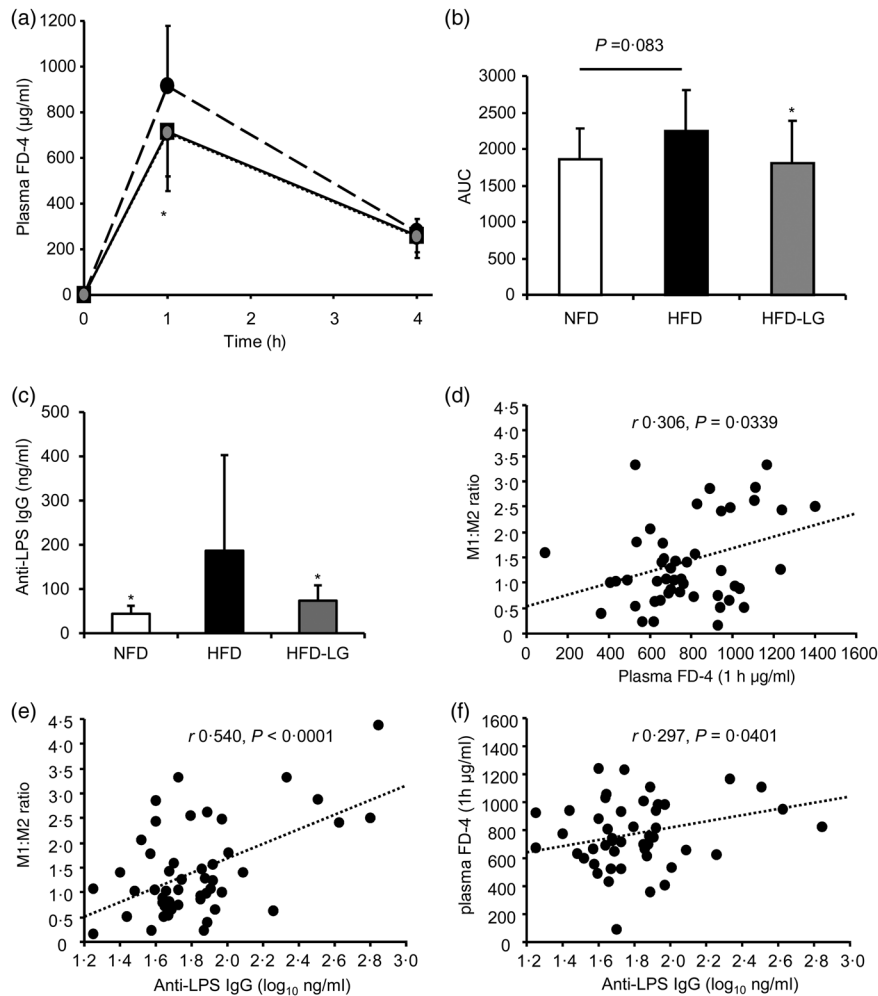 (a)
1200
1000
800
600
400
200
0
Plasma FD-4 (µg/ml)
*
0 1 2 3 4
Time (h)
(b)
P =0·083
3000
2500
2000
1500
1000
500
0
AUC
*
NFD HFD HFD-LG
(c)
500
400
300
200
100
0
Anti-LPS IgG (ng/ml)
* *
NFD HFD HFD-LG
(d)
4·5
4·0
3·5
3·0
2·5
2·0
1·5
1·0
0·5
0
M1:M2 ratio
r 0·306, P = 0·0339
0 200 400 600 800 1000 1200 1400 1600
Plasma FD-4 (1 h µg/ml)
(e)
4·5
4·0
3·5
3·0
2·5
2·0
1·5
1·0
0·5
0
M1:M2 ratio
r 0·540, P < 0·0001
1·2 1·4 1·6 1·8 2·0 2·2 2·4 2·6 2·8 3·0
Anti-LPS IgG (log10 ng/ml)
(f)
1600
1400
1200
1000
800
600
400
200
0
plasma FD-4 (1h µg/ml)
r 0·297, P = 0·0401
1·2 1·4 1·6 1·8 2·0 2·2 2·4 2·6 2·8 3·0
Anti-LPS IgG (log10 ng/ml)